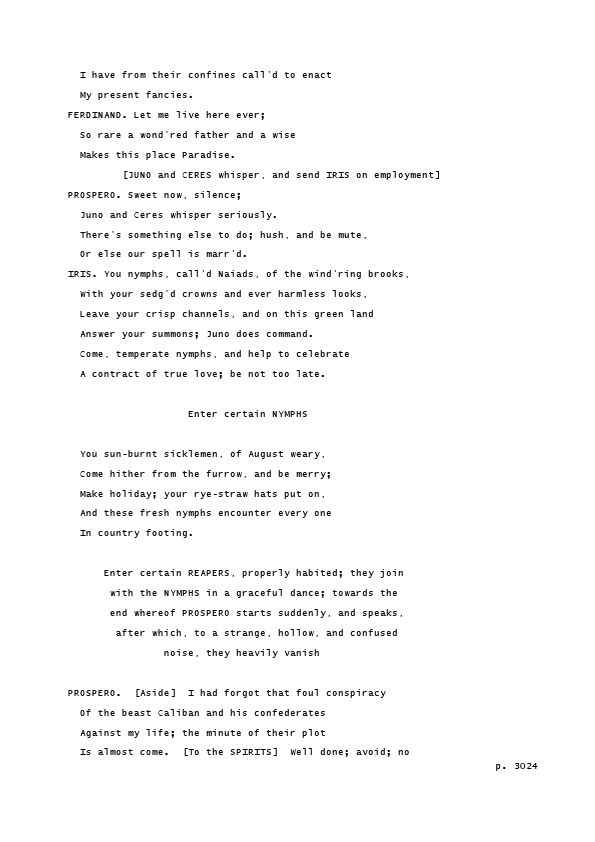 I have from their confines call'd to enact
My present fancies.
FERDINAND. Let me live here ever;
So rare a wond'red father and a wise
Makes this place Paradise.
[JUNO and CERES whisper, and send IRIS on employment]
PROSPERO. Sweet now, silence;
Juno and Ceres whisper seriously.
There's something else to do; hush, and be mute,
Or else our spell is marr'd.
IRIS. You nymphs, call'd Naiads, of the wind'ring brooks,
With your sedg'd crowns and ever harmless looks,
Leave your crisp channels, and on this green land
Answer your summons; Juno does command.
Come, temperate nymphs, and help to celebrate
A contract of true love; be not too late.
Enter certain NYMPHS
You sun-burnt sicklemen, of August weary,
Come hither from the furrow, and be merry;
Make holiday; your rye-straw hats put on,
And these fresh nymphs encounter every one
In country footing.
Enter certain REAPERS, properly habited; they join
with the NYMPHS in a graceful dance; towards the
end whereof PROSPERO starts suddenly, and speaks,
after which, to a strange, hollow, and confused
noise, they heavily vanish
PROSPERO.  [Aside]  I had forgot that foul conspiracy
Of the beast Caliban and his confederates
Against my life; the minute of their plot
Is almost come.  [To the SPIRITS]  Well done; avoid; no
p. 3024